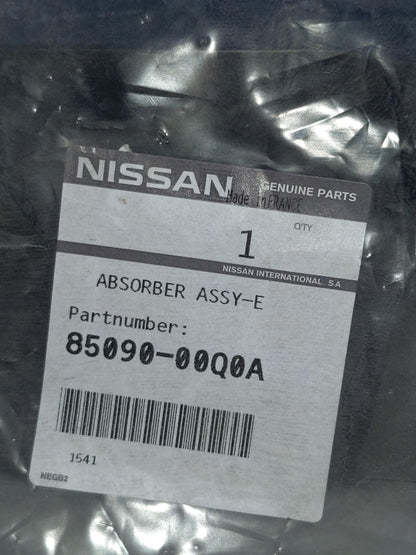 NISSAN GENUINE PARTS
Made in FRANCE
QTY
1
NISSAN INTERNATIONAL SA
ABSORBER ASSY-E
Partnumber:
85090-00Q0A
1541
NEGB2